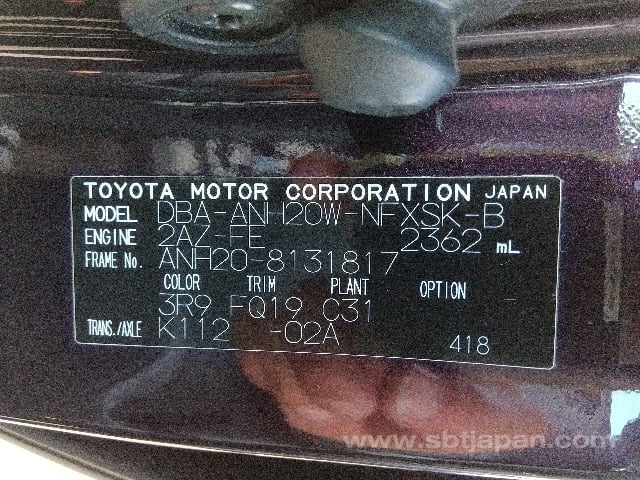 TOYOTA MOTOR CORPORATION JAPAN
MODEL DBA-ANH20W-NFXSK-B
ENGINE 2AZ-FE 2362 mL
FRAME No. ANH20-8131817
COLOR TRIM PLANT OPTION
3R9 FQ19 C31
TRANS./AXLE K112 -02A
418
www.sbtjapan.com